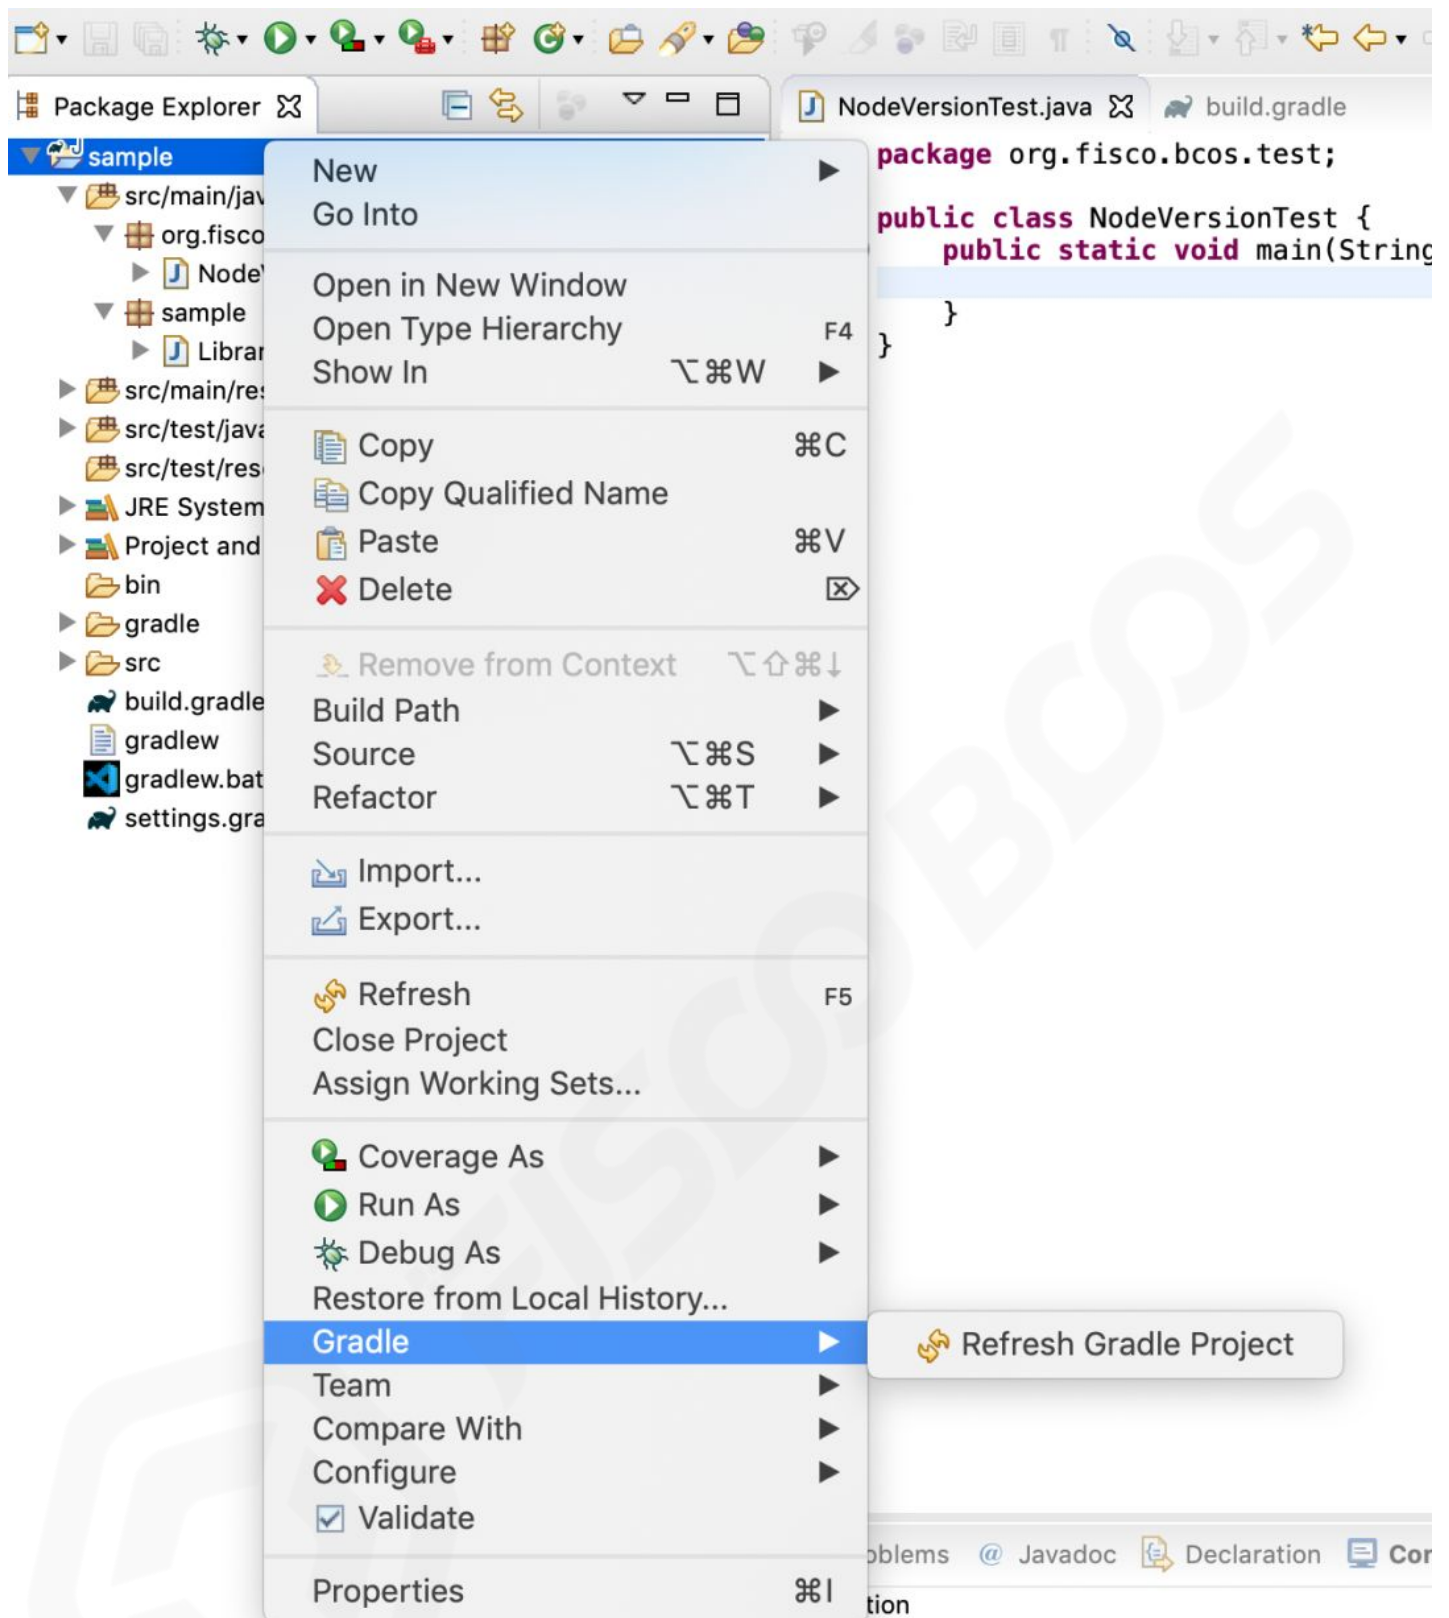 Package Explorer
NodeVersionTest.java
build.gradle
sample
src/main/jav
org.fisco
Node
sample
Librar
src/main/res
src/test/java
src/test/res
JRE System
Project and
bin
gradle
src
build.gradle
gradlew
gradlew.bat
settings.gra
New
Go Into
Open in New Window
Open Type Hierarchy F4
Show In ⌥⌘W
Copy ⌘C
Copy Qualified Name
Paste ⌘V
Delete ⌦
Remove from Context ⌥⇧⌘↓
Build Path
Source ⌥⌘S
Refactor ⌥⌘T
Import...
Export...
Refresh F5
Close Project
Assign Working Sets...
Coverage As
Run As
Debug As
Restore from Local History...
Gradle
Team
Compare With
Configure
Validate
Properties ⌘I
Refresh Gradle Project
package org.fisco.bcos.test;
public class NodeVersionTest {
public static void main(String
}
}
oblems
@ Javadoc
Declaration
Con
tion
FISCO BCOS